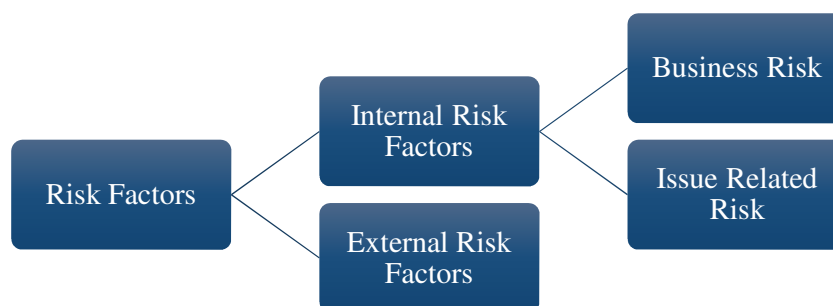 Risk Factors
Internal Risk
Factors
External Risk
Factors
Business Risk
Issue Related
Risk